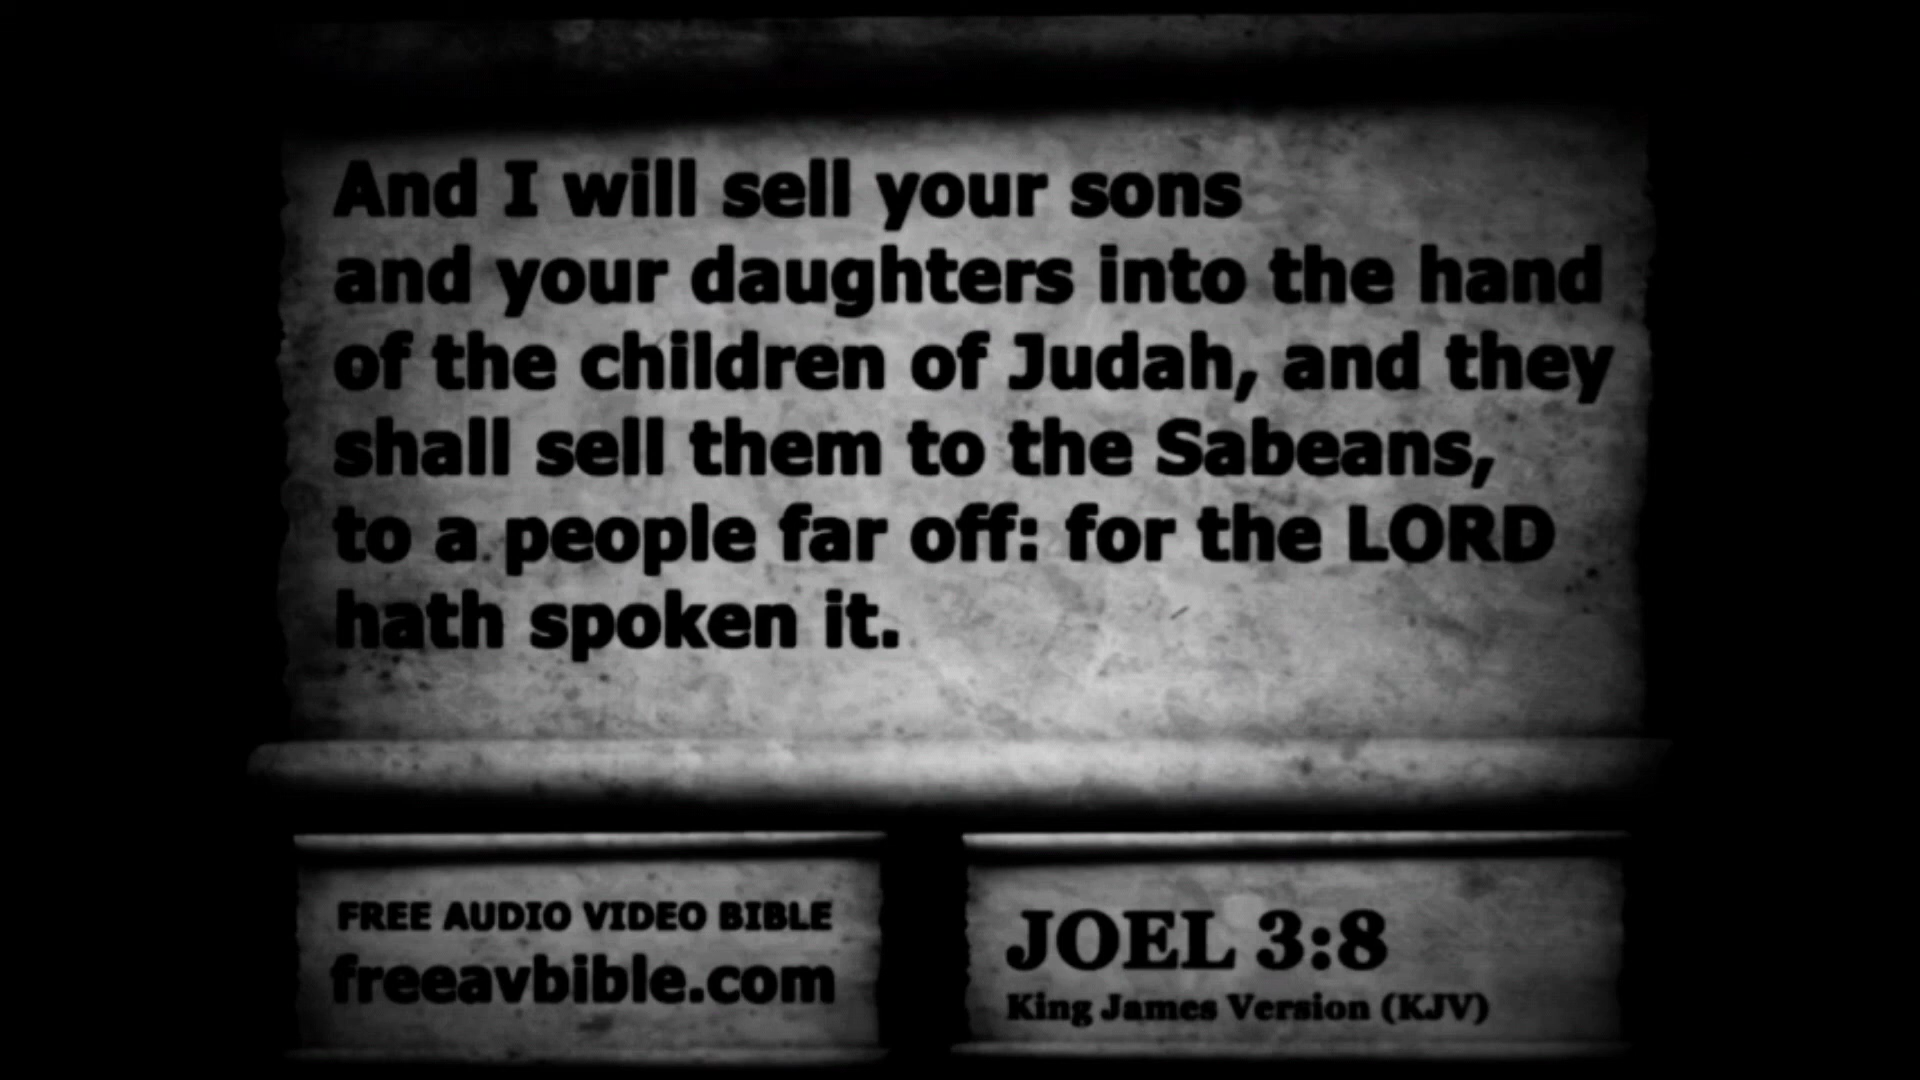 And I will sell your sons
and your daughters into the hand
of the children of Judah, and they
shall sell them to the Sabeans,
to a people far off: for the LORD
hath spoken it.
FREE AUDIO VIDEO BIBLE
freeavbible.com
JOEL 3:8
King James Version (KJV)